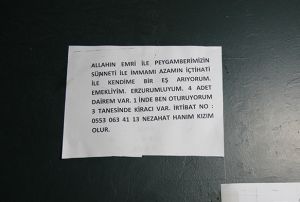 ALLAHIN EMRİ İLE PEYGAMBERİMİZİN
SÜNNETİ İLE İMMAMI AZAMIN İÇTİHATİ
İLE KENDİME BİR EŞ ARIYORUM.
EMEKLİYİM. ERZURUMLUYUM. 4 ADET
DAİREM VAR. 1 İNDE BEN OTURUYORUM
3 TANESİNDE KİRACI VAR. İRTİBAT NO :
0553 063 41 13 NEZAHAT HANIM KIZIM
OLUR.